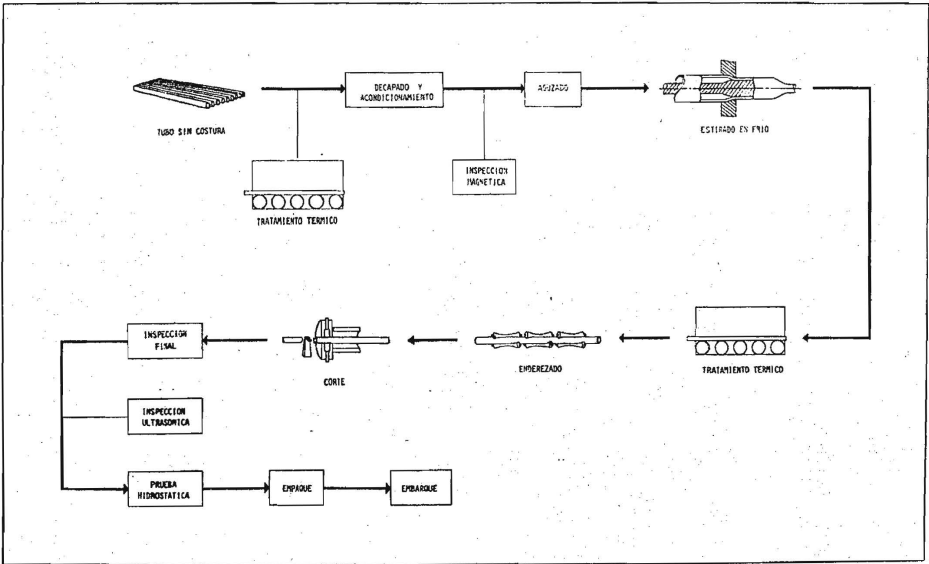 TUBO SIN COSTURA
DECAPADO Y
ACONDICIONAMIENTO
AGUZADO
ESTIRADO EN FRIO
TRATAMIENTO TERMICO
INSPECCION
MAGNETICA
INSPECCION
FINAL
CORTE
ENDEREZADO
TRATAMIENTO TERMICO
INSPECCION
ULTRASONICA
PRUEBA
HIDROSTATICA
EMPAQUE
EMBARQUE